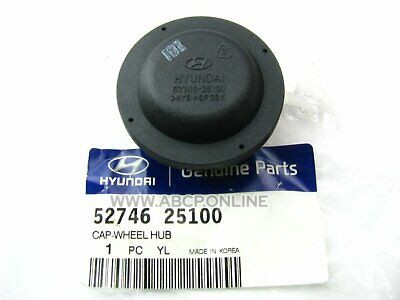 HYUNDAI
52746-25100
HYUNDAI
Genuine Parts
WWW.ABCPONLINE
52746 25100
CAP-WHEEL HUB
1 PC YL MADE IN KOREA